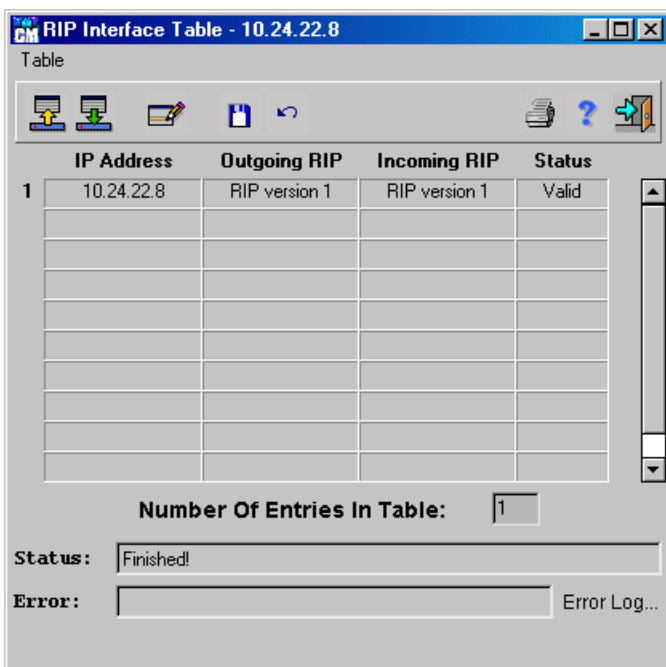 CM RIP Interface Table - 10.24.22.8
Table
?
IP Address Outgoing RIP Incoming RIP Status
1 10.24.22.8 RIP version 1 RIP version 1 Valid
Number Of Entries In Table: 1
Status: Finished!
Error: Error Log...